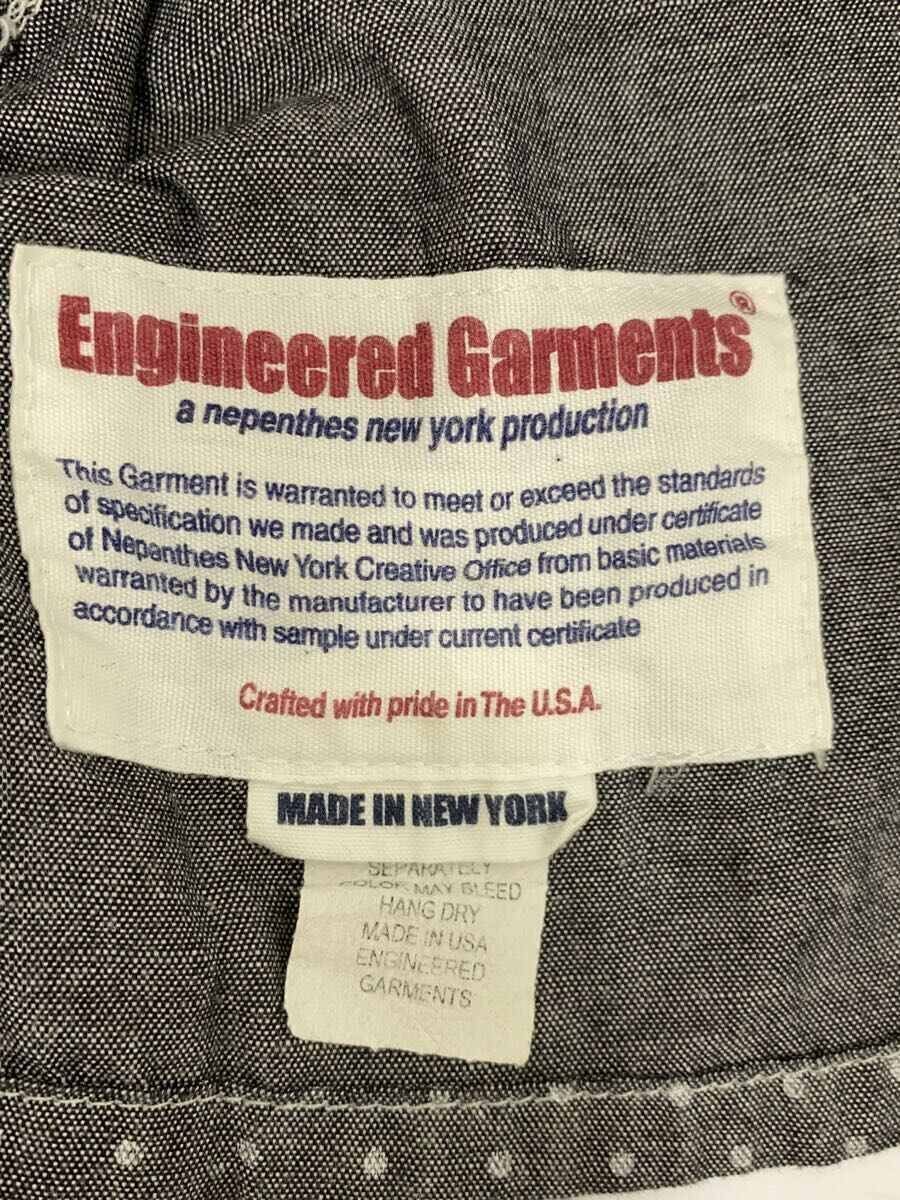 Engineered Garments®
a nepenthes new york production
This Garment is warranted to meet or exceed the standards
of specification we made and was produced under certificate
of Nepanthes New York Creative Office from basic materials
warranted by the manufacturer to have been produced in
accordance with sample under current certificate
Crafted with pride in The U.S.A.
MADE IN NEW YORK
SEPARATELY
COLOR MAY BLEED
HANG DRY
MADE IN USA
ENGINEERED
GARMENTS